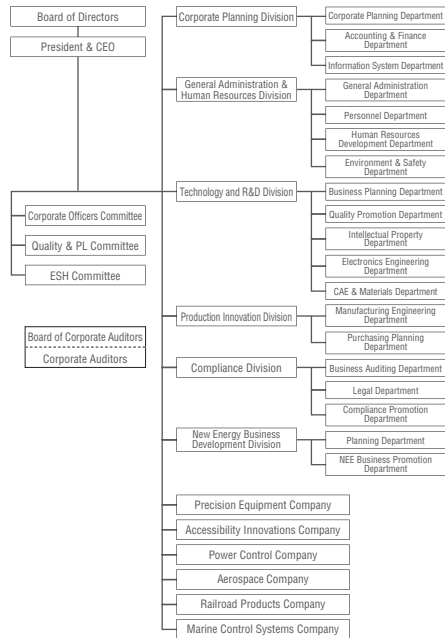 Board of Directors
President & CEO
Corporate Officers Committee
Quality & PL Committee
ESH Committee
Board of Corporate Auditors
Corporate Auditors
Corporate Planning Division
Corporate Planning Department
Accounting & Finance
Department
Information System Department
General Administration &
Human Resources Division
General Administration
Department
Personnel Department
Human Resources
Development Department
Environment & Safety
Department
Technology and R&D Division
Business Planning Department
Quality Promotion Department
Intellectual Property
Department
Electronics Engineering
Department
CAE & Materials Department
Production Innovation Division
Manufacturing Engineering
Department
Purchasing Planning
Department
Compliance Division
Business Auditing Department
Legal Department
Compliance Promotion
Department
New Energy Business
Development Division
Planning Department
NEE Business Promotion
Department
Precision Equipment Company
Accessibility Innovations Company
Power Control Company
Aerospace Company
Railroad Products Company
Marine Control Systems Company